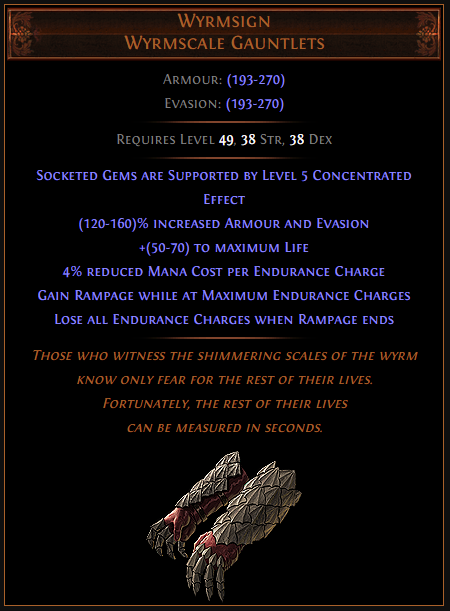 Wyrmsign
Wyrmscale Gauntlets
Armour: (193-270)
Evasion: (193-270)
Requires Level 49, 38 Str, 38 Dex
Socketed Gems are Supported by Level 5 Concentrated
Effect
(120-160)% increased Armour and Evasion
+(50-70) to maximum Life
4% reduced Mana Cost per Endurance Charge
Gain Rampage while at Maximum Endurance Charges
Lose all Endurance Charges when Rampage ends
Those who witness the shimmering scales of the wyrm
know only fear for the rest of their lives.
Fortunately, the rest of their lives
can be measured in seconds.